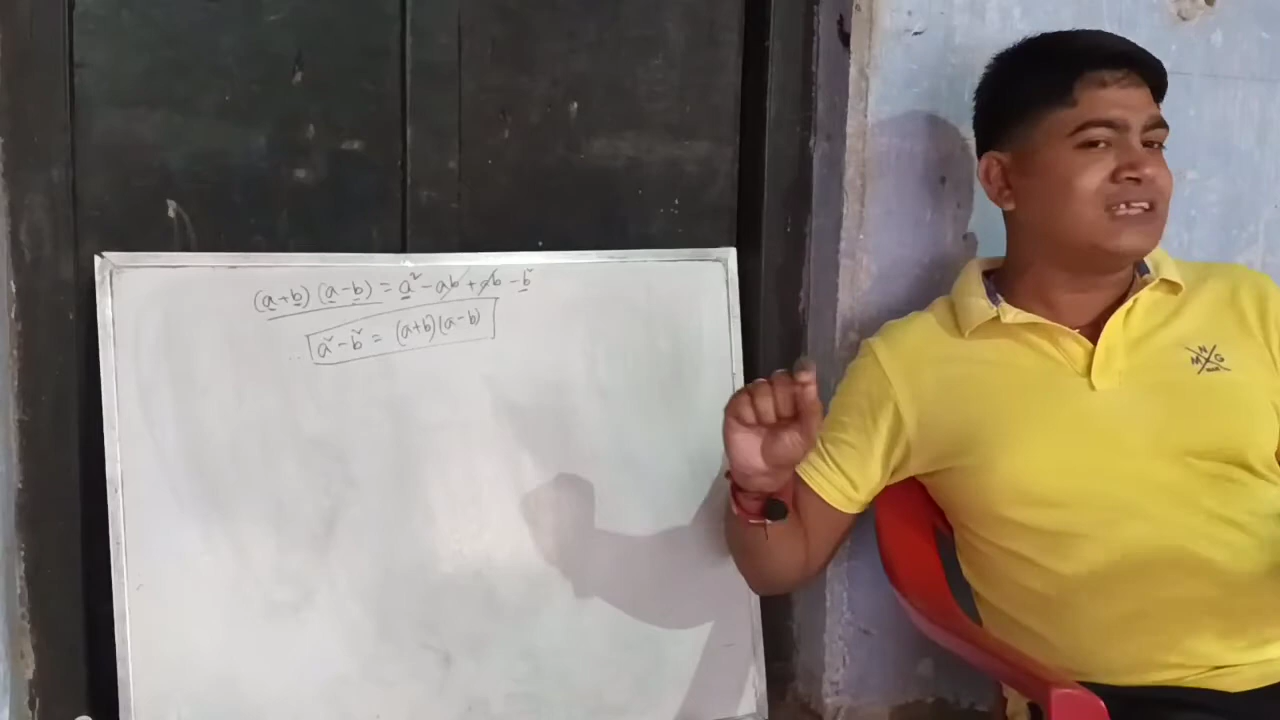 (a+b) (a-b) = a² - ab + ab - b²
∴ a² - b² = (a+b)(a-b)
N
M G